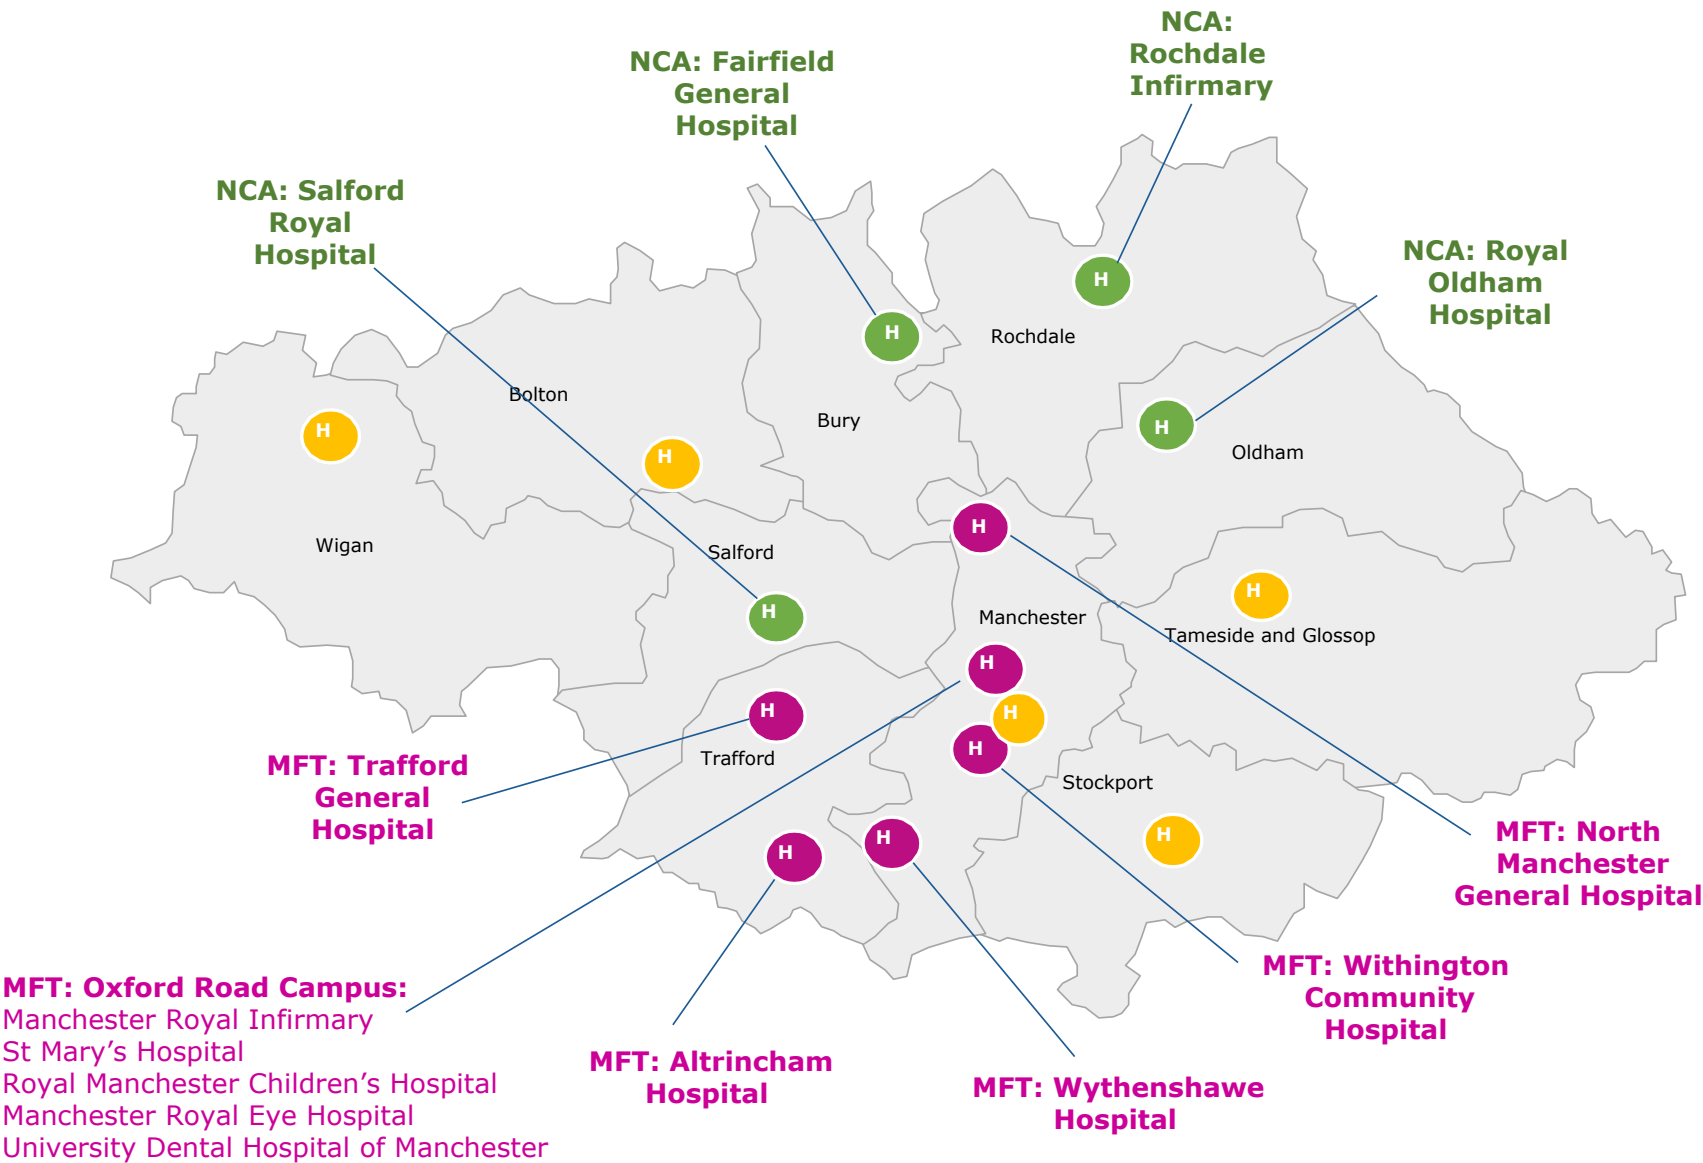 NCA:
Rochdale
Infirmary
NCA: Fairfield
General
Hospital
NCA: Salford
Royal
Hospital
NCA: Royal
Oldham
Hospital
H
H
Rochdale
Bolton
Bury
H
H
H
Oldham
H
Wigan
Salford
H
H
Manchester
H
Tameside and Glossop
H
H
H
H
Trafford
Stockport
H
H
H
MFT: Trafford
General
Hospital
MFT: North
Manchester
General Hospital
MFT: Withington
Community
Hospital
MFT: Oxford Road Campus:
Manchester Royal Infirmary
St Mary’s Hospital
Royal Manchester Children’s Hospital
Manchester Royal Eye Hospital
University Dental Hospital of Manchester
MFT: Altrincham
Hospital
MFT: Wythenshawe
Hospital